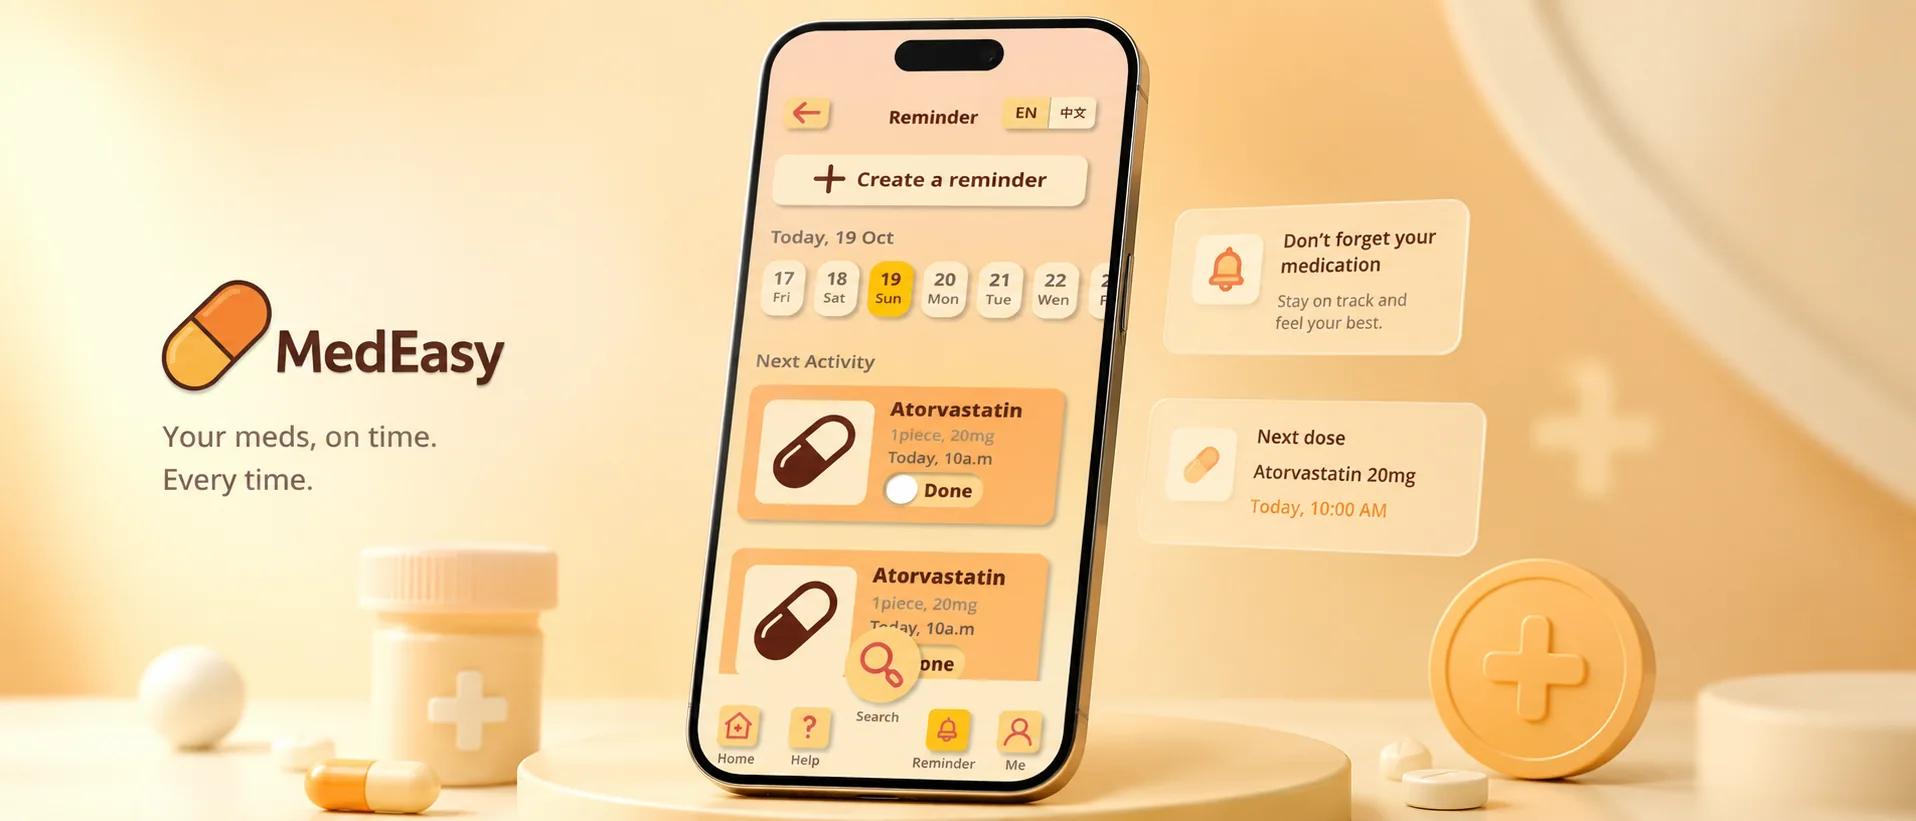 MedEasy
Your meds, on time.
Every time.
Reminder
EN 中文
Create a reminder
Today, 19 Oct
17 18 19 20 21 22 2
Fri Sat Sun Mon Tue Wen F
Next Activity
Atorvastatin
1piece, 20mg
Today, 10a.m
Done
Atorvastatin
1piece, 20mg
Today, 10a.m
one
Search
Home Help Reminder Me
Don't forget your
medication
Stay on track and
feel your best.
Next dose
Atorvastatin 20mg
Today, 10:00 AM